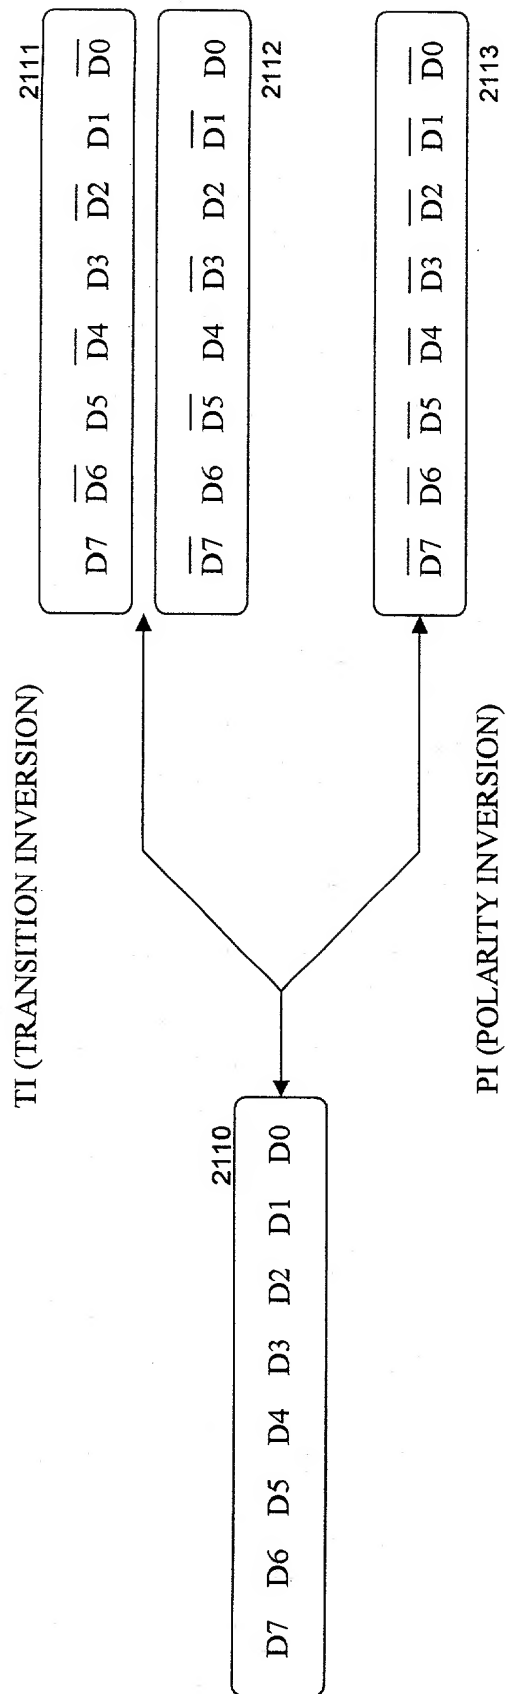 TI (TRANSITION INVERSION)
2110
D7 D6 D5 D4 D3 D2 D1 D0
2111
D7 D̅6̅ D5 D̅4̅ D3 D̅2̅ D1 D̅0̅
D̅7̅ D6 D̅5̅ D4 D̅3̅ D2 D̅1̅ D0
2112
D̅7̅ D̅6̅ D̅5̅ D̅4̅ D̅3̅ D̅2̅ D̅1̅ D̅0̅
2113
PI (POLARITY INVERSION)